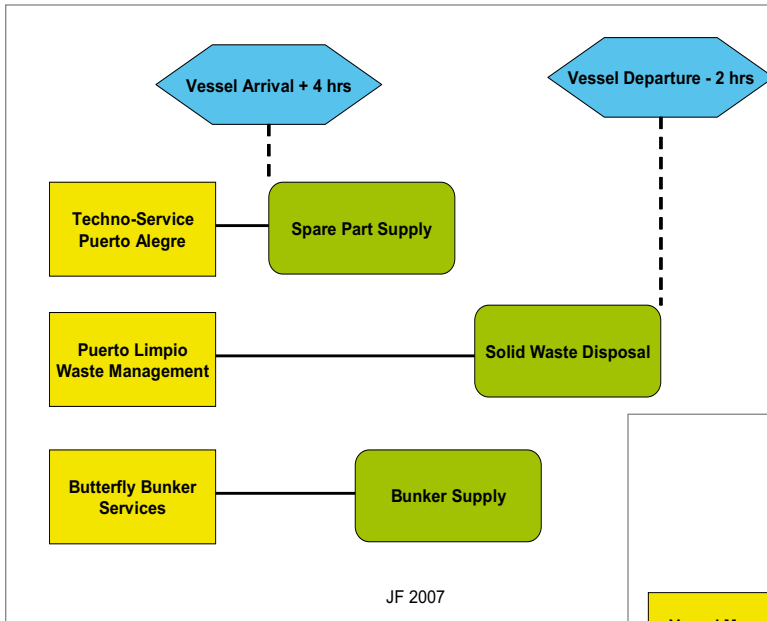 Vessel Arrival + 4 hrs
Vessel Departure - 2 hrs
Techno-Service
Puerto Alegre
Spare Part Supply
Puerto Limpio
Waste Management
Solid Waste Disposal
Butterfly Bunker
Services
Bunker Supply
JF 2007